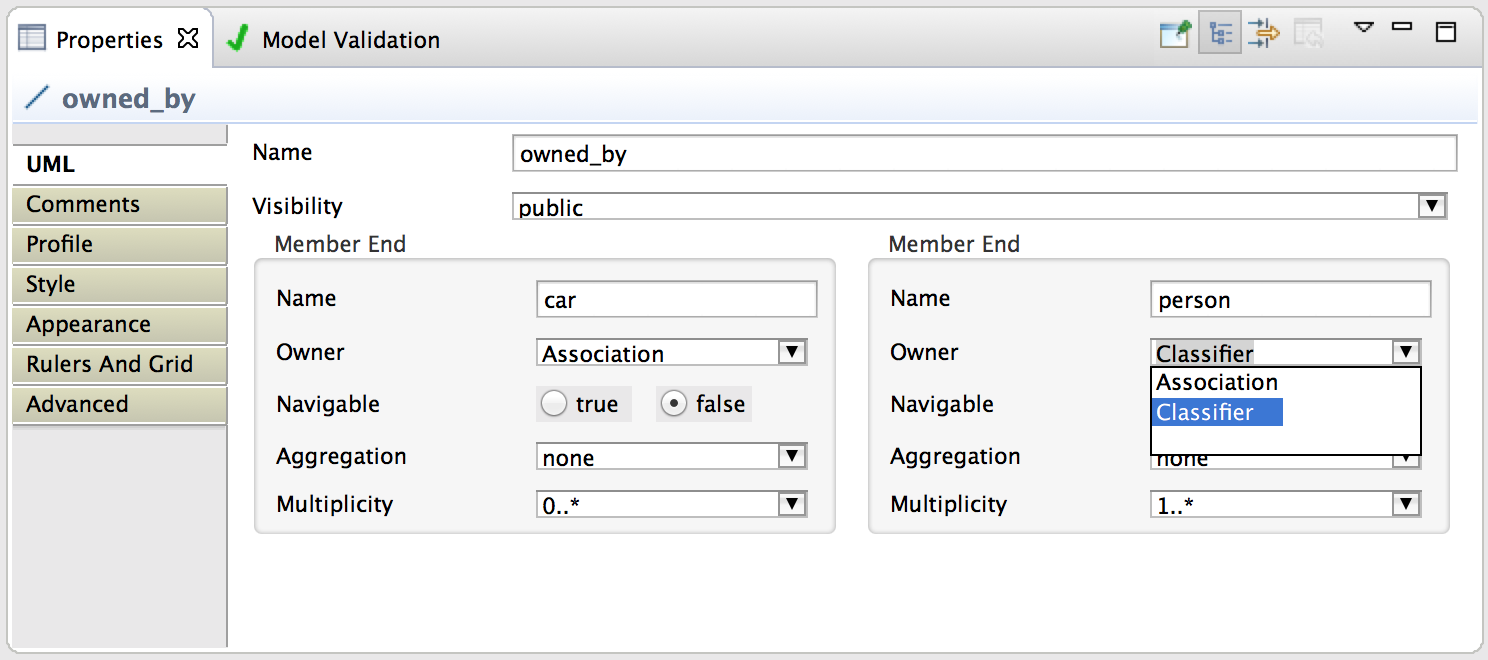 Properties Model Validation
owned_by
UML
Comments
Profile
Style
Appearance
Rulers And Grid
Advanced
Name owned_by
Visibility public
Member End
Name car
Owner Association
Navigable true false
Aggregation none
Multiplicity 0..*
Member End
Name person
Owner Classifier
Association
Classifier
Navigable
Aggregation none
Multiplicity 1..*